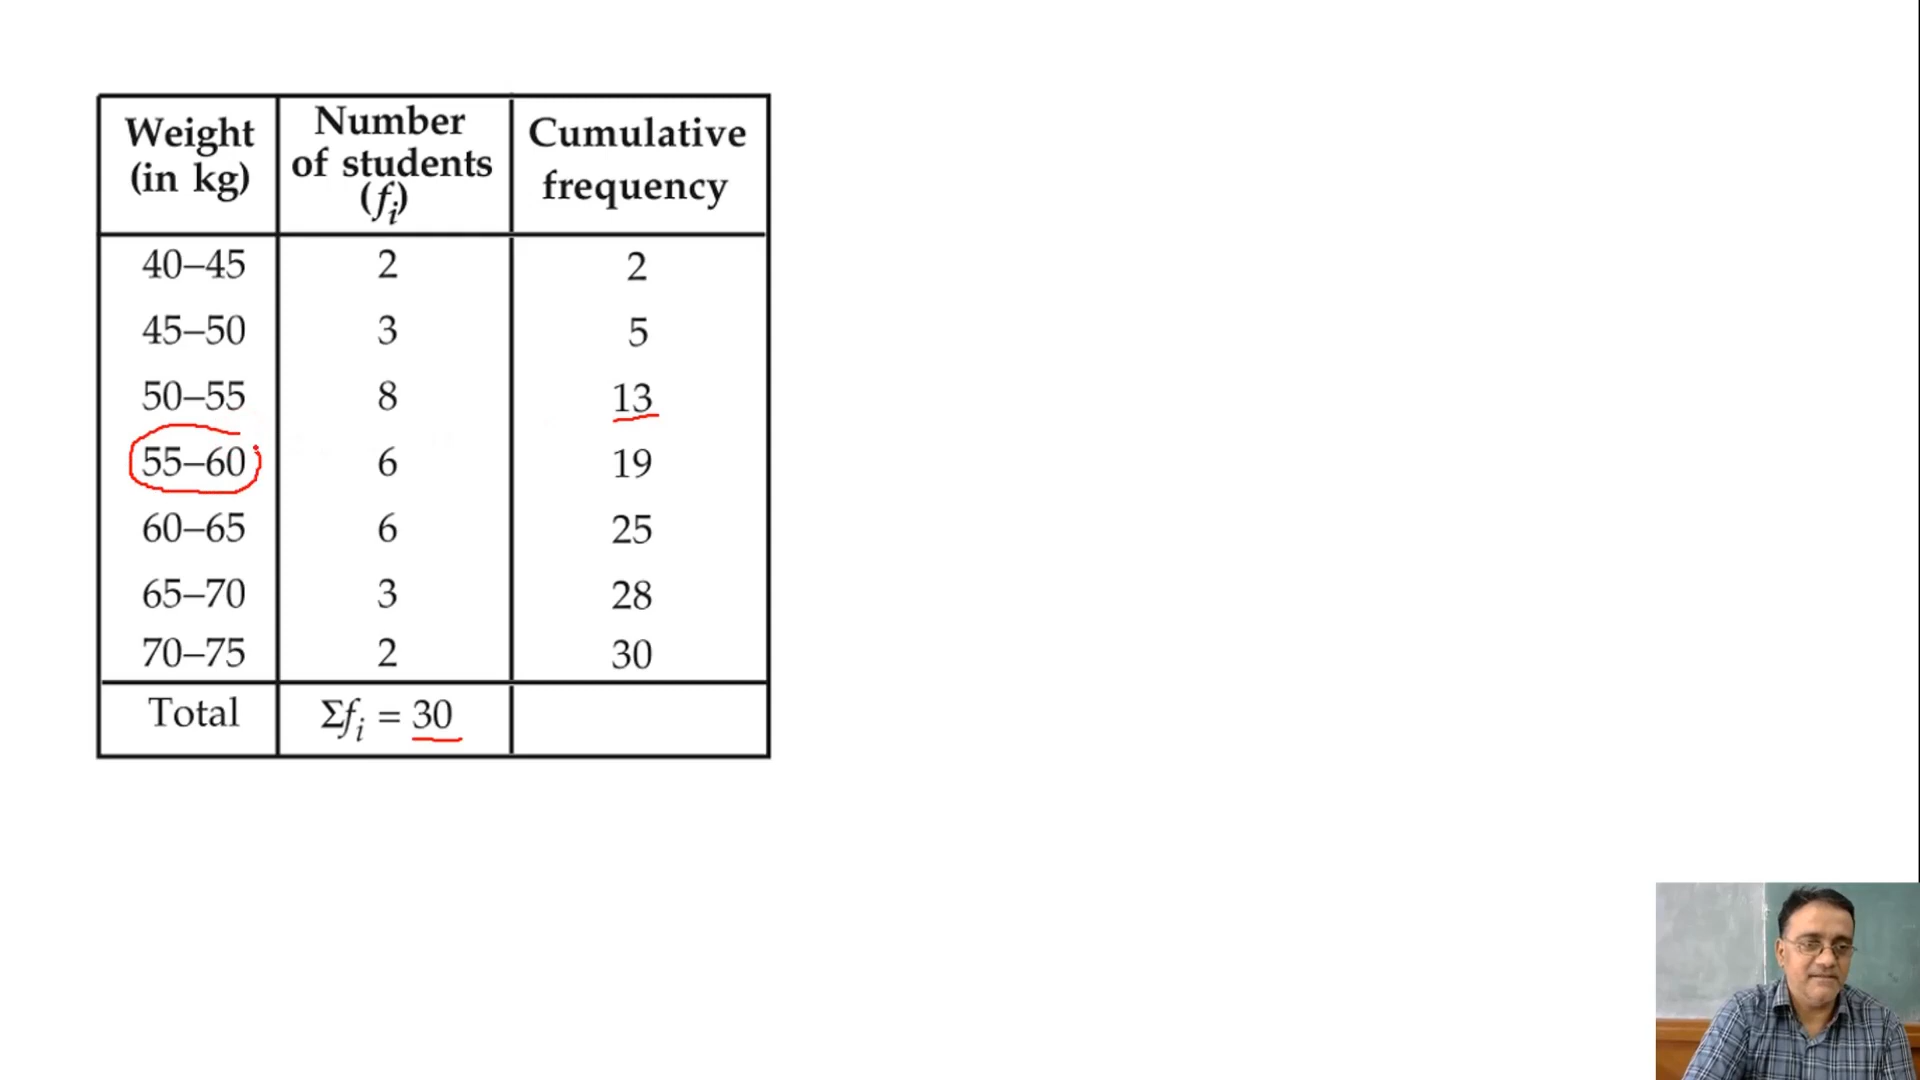 Weight (in kg) Number of students (fi) Cumulative frequency
40–45 2 2
45–50 3 5
50–55 8 13
55–60 6 19
60–65 6 25
65–70 3 28
70–75 2 30
Total Σfi = 30